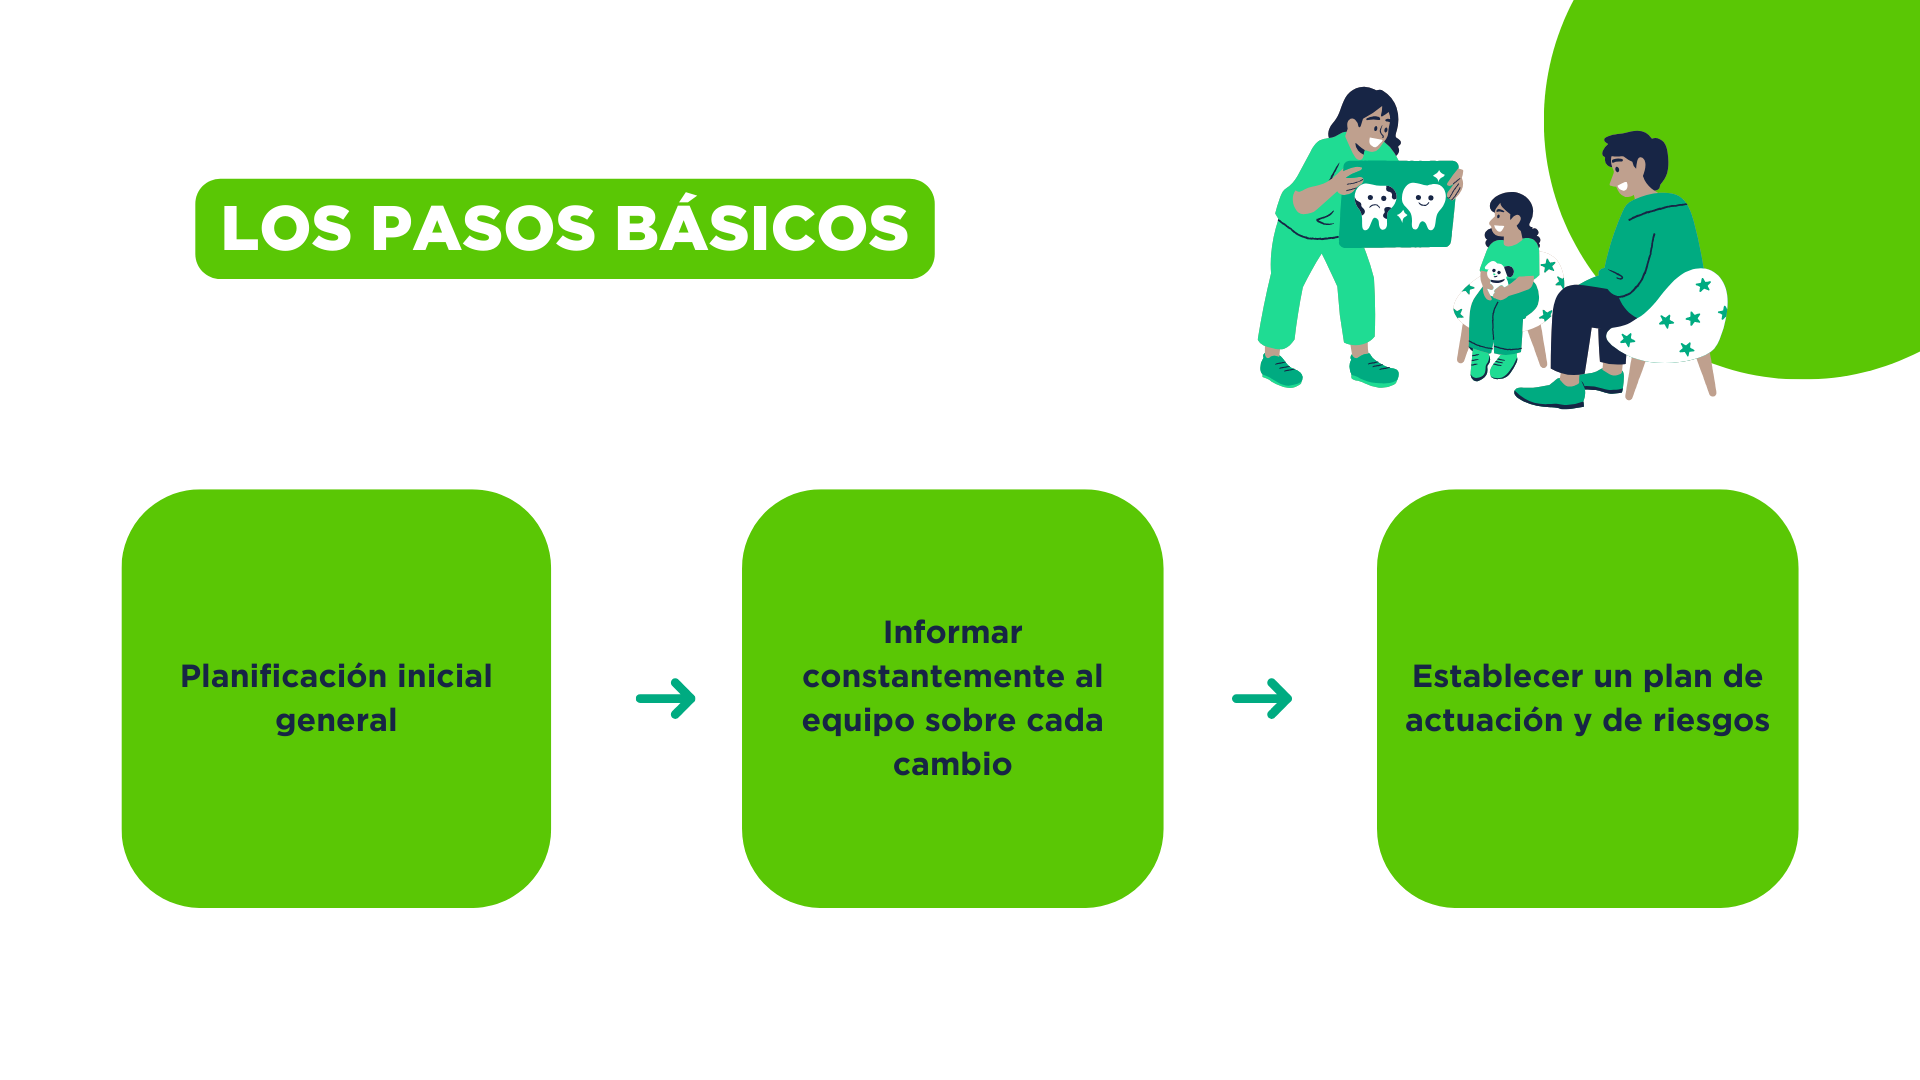 LOS PASOS BÁSICOS
Planificación inicial
general
Informar
constantemente al
equipo sobre cada
cambio
Establecer un plan de
actuación y de riesgos